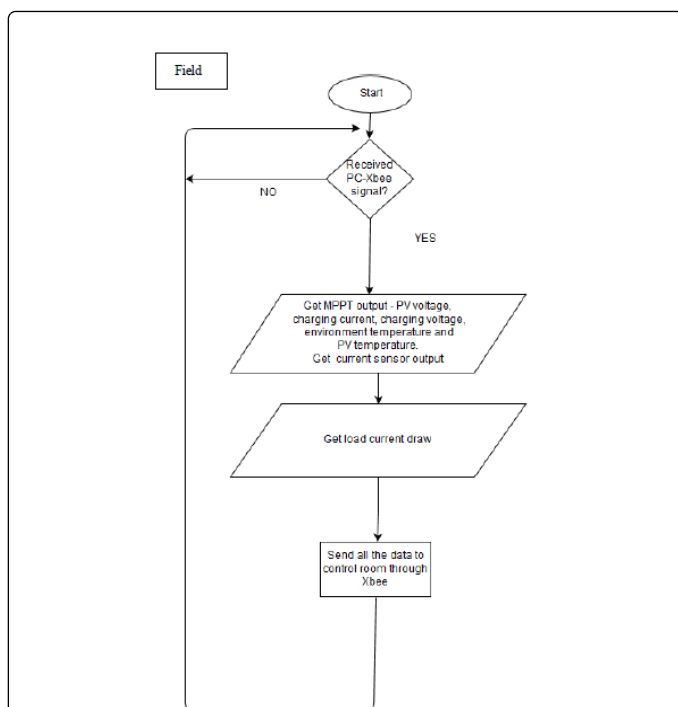 Field
Start
Received
PC-Xbee
signal?
NO
YES
Get MPPT output - PV voltage,
charging current, charging voltage,
environment temperature and
PV temperature.
Get current sensor output
Get load current draw
Send all the data to
control room through
Xbee